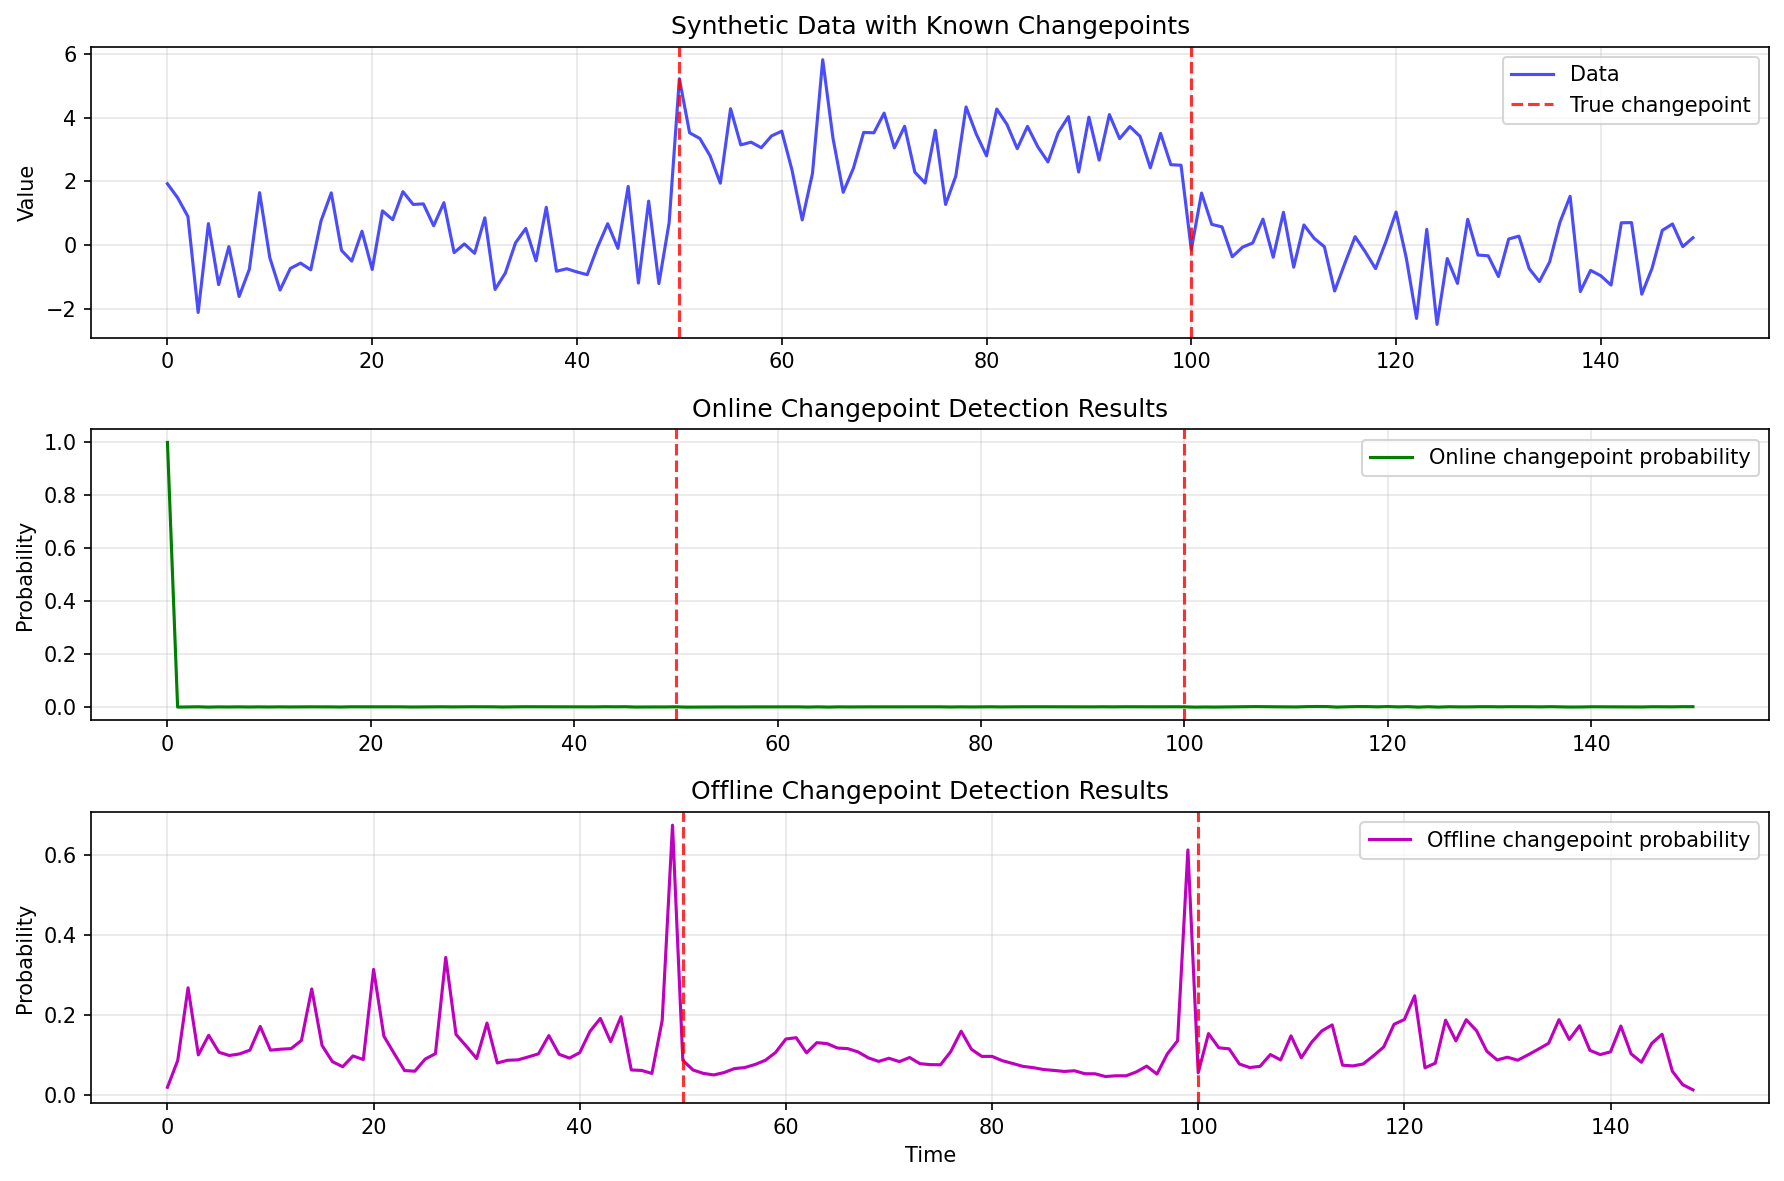 Synthetic Data with Known Changepoints
Value
6
4
2
0
−2
Data
True changepoint
0 20 40 60 80 100 120 140
Online Changepoint Detection Results
Probability
1.0
0.8
0.6
0.4
0.2
0.0
Online changepoint probability
0 20 40 60 80 100 120 140
Offline Changepoint Detection Results
Probability
0.6
0.4
0.2
0.0
Offline changepoint probability
0 20 40 60 80 100 120 140
Time